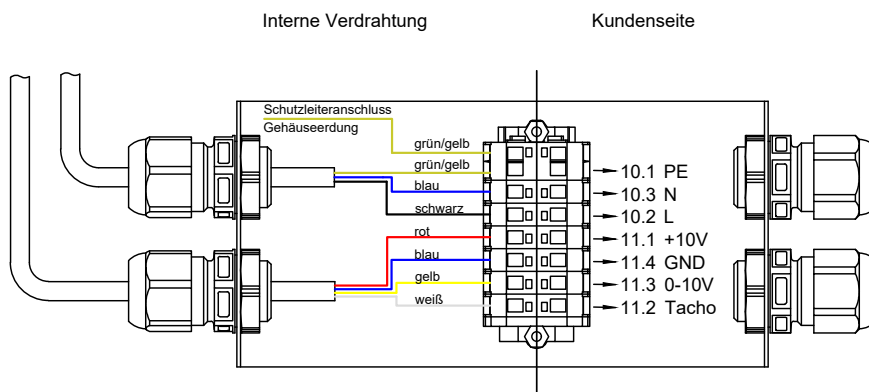 Interne Verdrahtung
Kundenseite
Schutzleiteranschluss
Gehäuseerdung
grün/gelb
grün/gelb
blau
schwarz
rot
blau
gelb
weiß
10.1 PE
10.3 N
10.2 L
11.1 +10V
11.4 GND
11.3 0-10V
11.2 Tacho